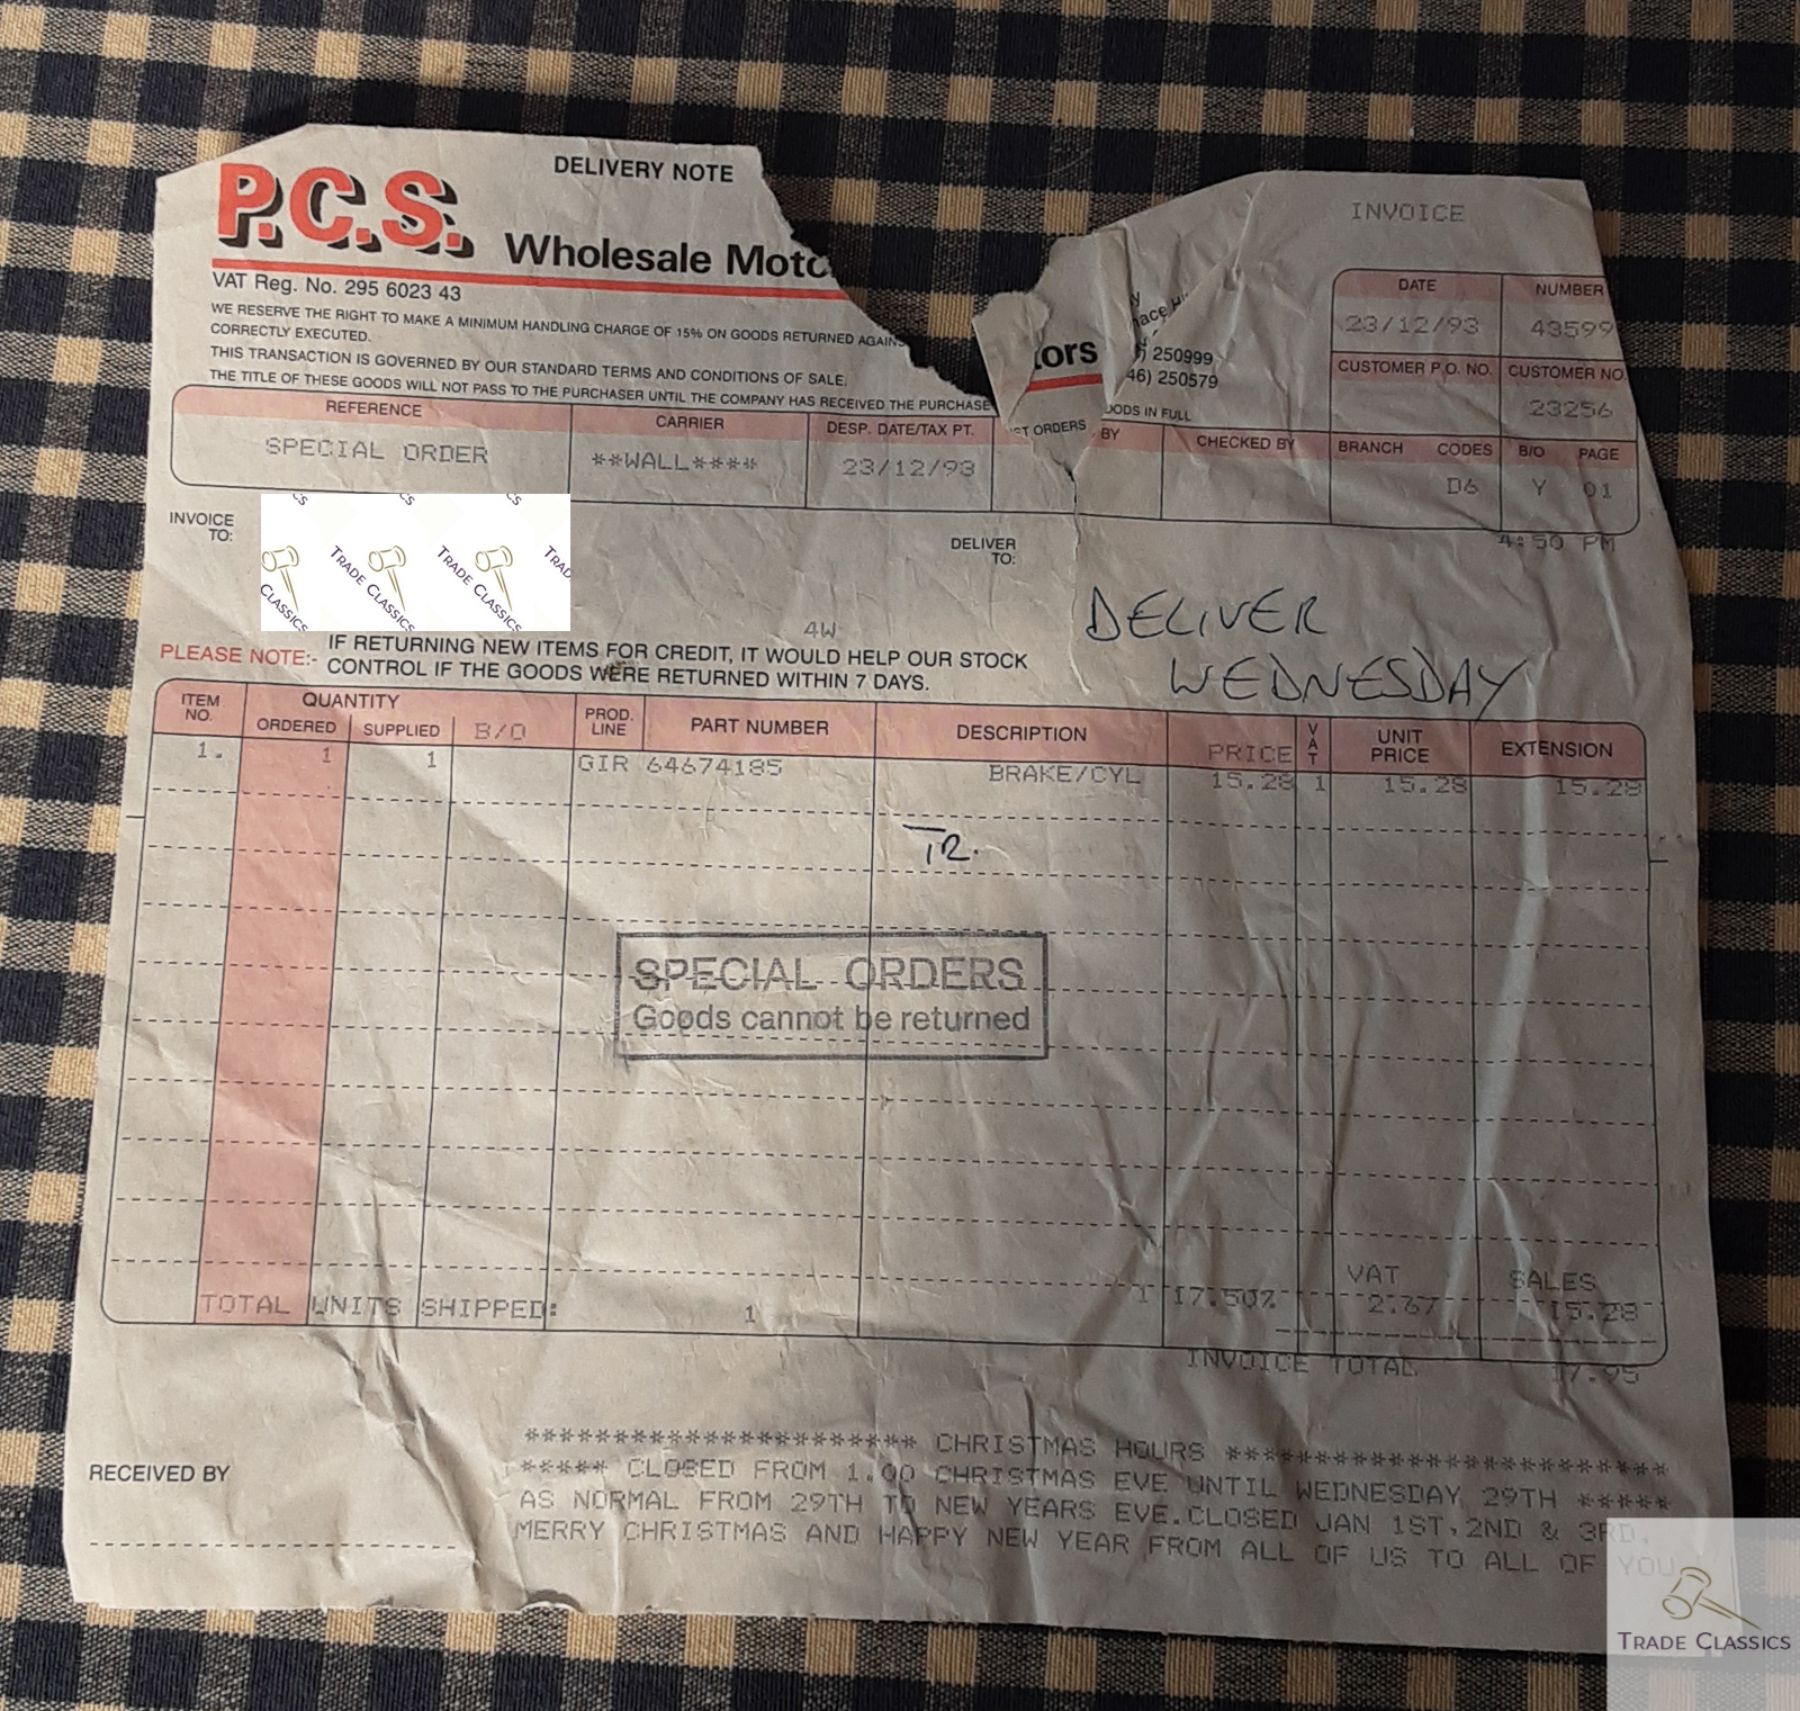 DELIVERY NOTE
INVOICE
P.C.S. Wholesale Moto
tors
VAT Reg. No. 295 6023 43
WE RESERVE THE RIGHT TO MAKE A MINIMUM HANDLING CHARGE OF 15% ON GOODS RETURNED AGAINS
CORRECTLY EXECUTED.
THIS TRANSACTION IS GOVERNED BY OUR STANDARD TERMS AND CONDITIONS OF SALE.
THE TITLE OF THESE GOODS WILL NOT PASS TO THE PURCHASER UNTIL THE COMPANY HAS RECEIVED THE PURCHASE
250999
46) 250579
ST ORDERS
OODS IN FULL
DATE NUMBER
23/12/93 43599
CUSTOMER P.O. NO. CUSTOMER NO.
23256
REFERENCE CARRIER DESP. DATE/TAX PT. BY CHECKED BY BRANCH CODES B/O PAGE
SPECIAL ORDER **WALL**** 23/12/93 D6 Y 01
4:50 PM
INVOICE TO:
DELIVER TO:
TRADE CLASSICS TRADE CLASSICS
DELIVER
WEDNESDAY
4W
PLEASE NOTE:- IF RETURNING NEW ITEMS FOR CREDIT, IT WOULD HELP OUR STOCK
CONTROL IF THE GOODS WERE RETURNED WITHIN 7 DAYS.
ITEM NO. QUANTITY ORDERED SUPPLIED B/O PROD. LINE PART NUMBER DESCRIPTION PRICE VAT UNIT PRICE EXTENSION
1. 1 1 GIR 64674185 BRAKE/CYL 15.28 1 15.28 15.28
TR.
SPECIAL ORDERS
Goods cannot be returned
VAT SALES
TOTAL UNITS SHIPPED: 1 1 17.50% 2.67 15.28
INVOICE TOTAL 17.95
********************** CHRISTMAS HOURS *************************
***** CLOSED FROM 1.00 CHRISTMAS EVE UNTIL WEDNESDAY 29TH *****
AS NORMAL FROM 29TH TO NEW YEARS EVE.CLOSED JAN 1ST,2ND & 3RD.
MERRY CHRISTMAS AND HAPPY NEW YEAR FROM ALL OF US TO ALL OF YOU
RECEIVED BY
TRADE CLASSICS